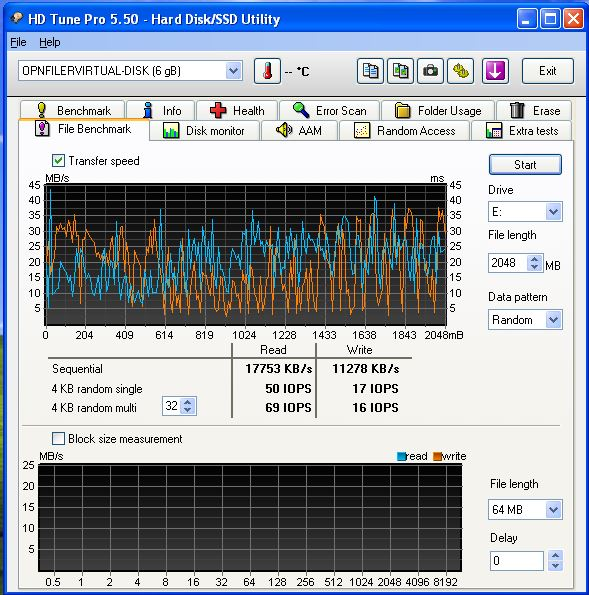 HD Tune Pro 5.50 - Hard Disk/SSD Utility
File Help
OPNFILERVIRTUAL-DISK (6 gB) -- °C Exit
Benchmark Info Health Error Scan Folder Usage Erase
File Benchmark Disk monitor AAM Random Access Extra tests
Transfer speed Start
MB/s ms
45 45
40 40
35 35
30 30
25 25
20 20
15 15
10 10
5 5
0 204 409 614 819 1024 1228 1433 1638 1843 2048mB
Drive
E:
File length
2048 MB
Data pattern
Random
Read Write
Sequential 17753 KB/s 11278 KB/s
4 KB random single 50 IOPS 17 IOPS
4 KB random multi 32 69 IOPS 16 IOPS
Block size measurement
MB/s read write
25
20
15
10
5
0.5 1 2 4 8 16 32 64 128 256 512 1024 2048 4096 8192
File length
64 MB
Delay
0